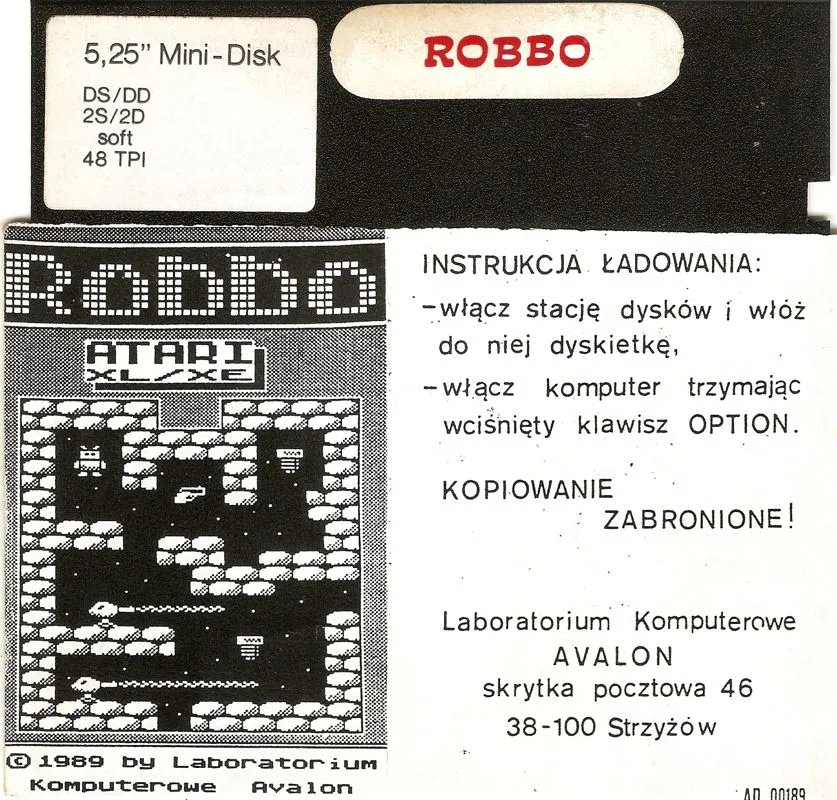 5,25" Mini-Disk
DS/DD
2S/2D
soft
48 TPI
ROBBO
Robbo
ATARI
XL/XE
© 1989 by Laboratorium
Komputerowe Avalon
INSTRUKCJA ŁADOWANIA:
-włącz stację dysków i włóż
do niej dyskietkę,
-włącz komputer trzymając
wciśnięty klawisz OPTION.
KOPIOWANIE
ZABRONIONE!
Laboratorium Komputerowe
AVALON
skrytka pocztowa 46
38-100 Strzyżów
AD 00189